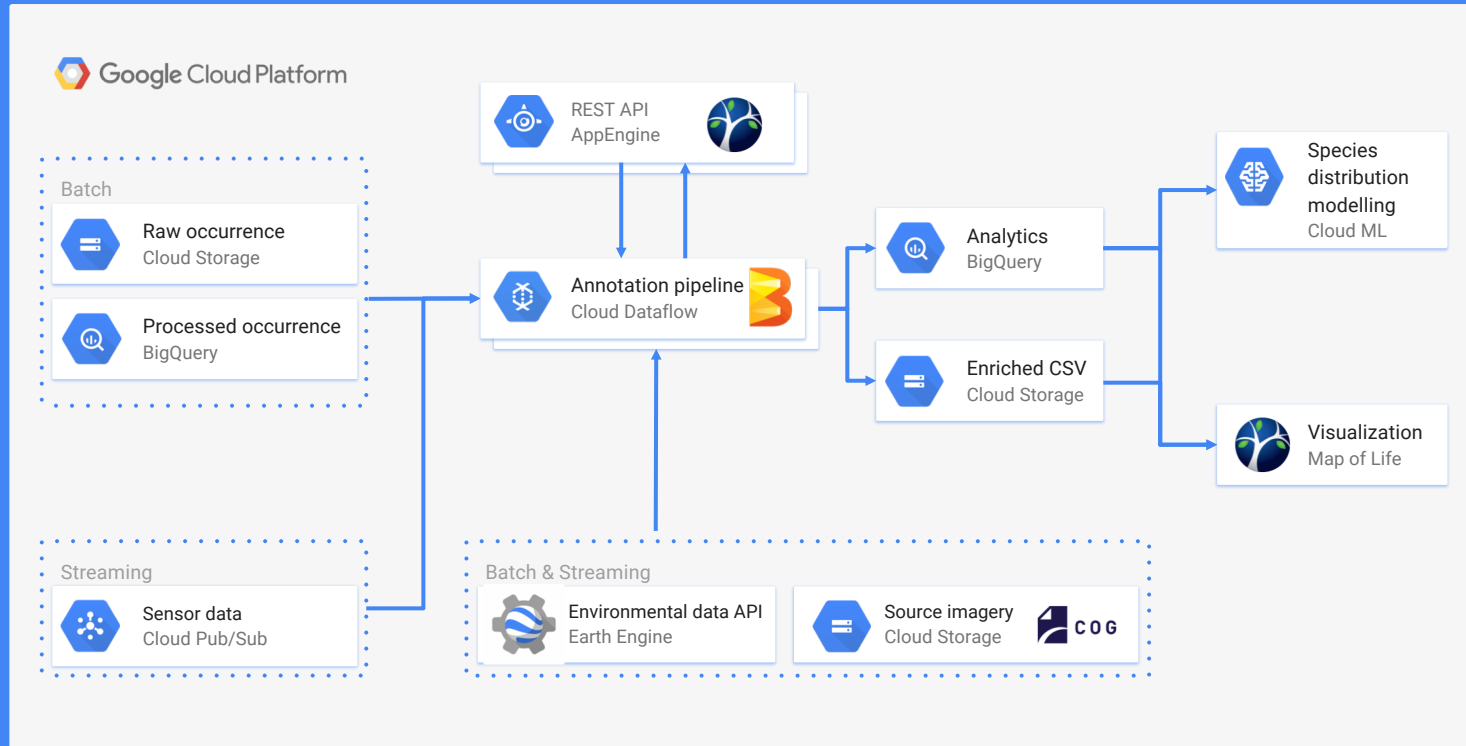 Google Cloud Platform
REST API
AppEngine
Batch
Raw occurrence
Cloud Storage
Processed occurrence
BigQuery
Annotation pipeline
Cloud Dataflow
Analytics
BigQuery
Enriched CSV
Cloud Storage
Species
distribution
modelling
Cloud ML
Visualization
Map of Life
Streaming
Sensor data
Cloud Pub/Sub
Batch & Streaming
Environmental data API
Earth Engine
Source imagery
Cloud Storage
COG